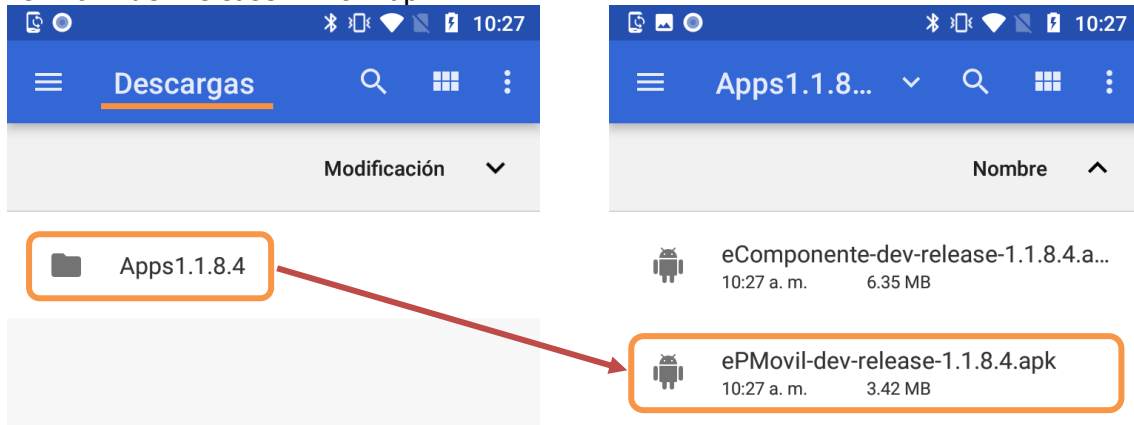 10:27
Descargas
Modificación
Apps1.1.8.4
10:27
Apps1.1.8...
Nombre
eComponente-dev-release-1.1.8.4.a...
10:27 a. m. 6.35 MB
ePMovil-dev-release-1.1.8.4.apk
10:27 a. m. 3.42 MB